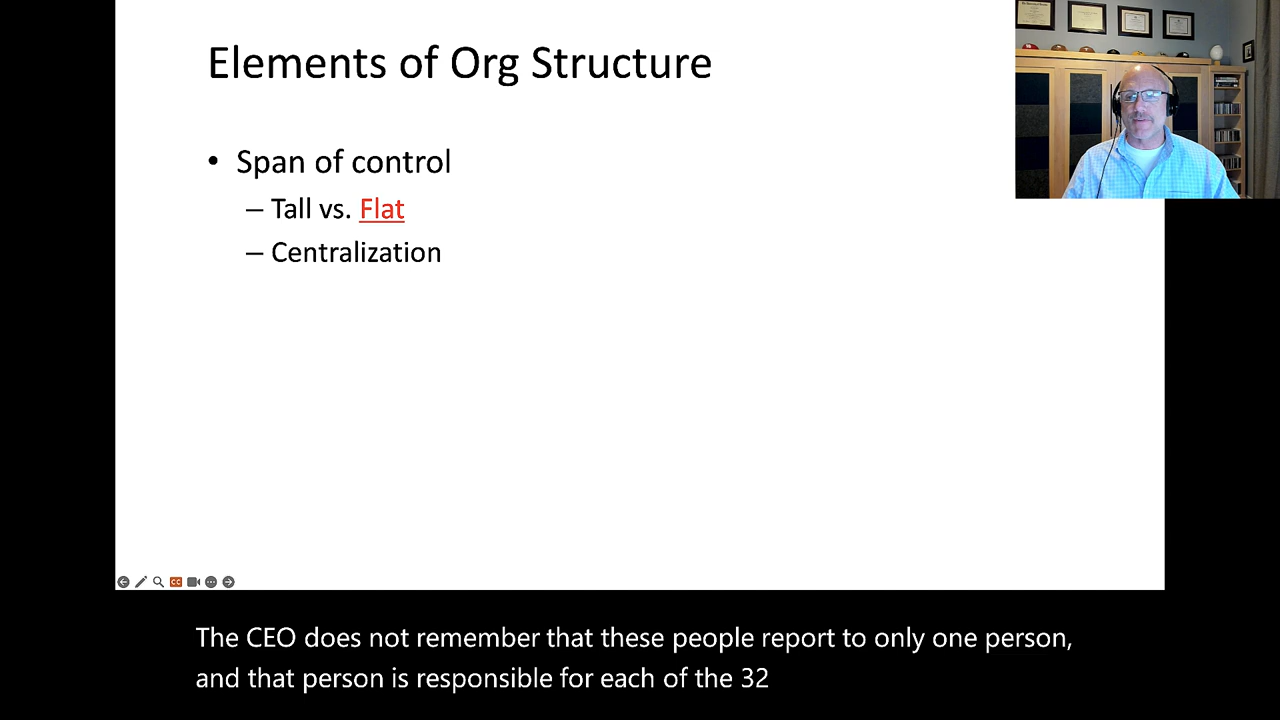 Elements of Org Structure
• Span of control
– Tall vs. Flat
– Centralization
CC
The CEO does not remember that these people report to only one person,
and that person is responsible for each of the 32